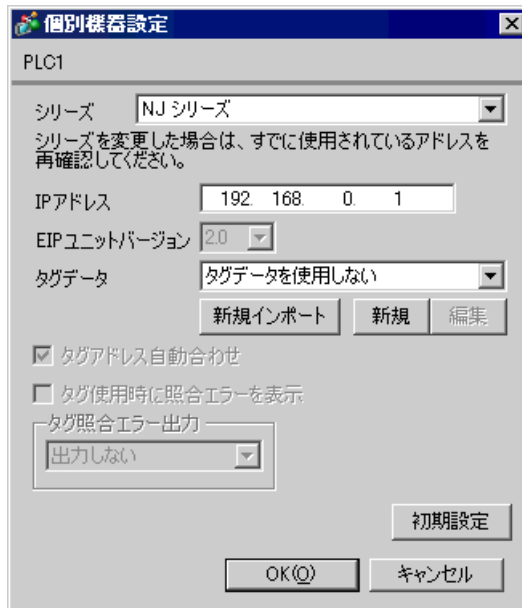 個別機器設定
PLC1
シリーズ NJ シリーズ
シリーズを変更した場合は、すでに使用されているアドレスを
再確認してください。
IPアドレス 192. 168. 0. 1
EIPユニットバージョン 2.0
タグデータ タグデータを使用しない
新規インポート 新規 編集
タグアドレス自動合わせ
タグ使用時に照合エラーを表示
タグ照合エラー出力
出力しない
初期設定
OK(O) キャンセル